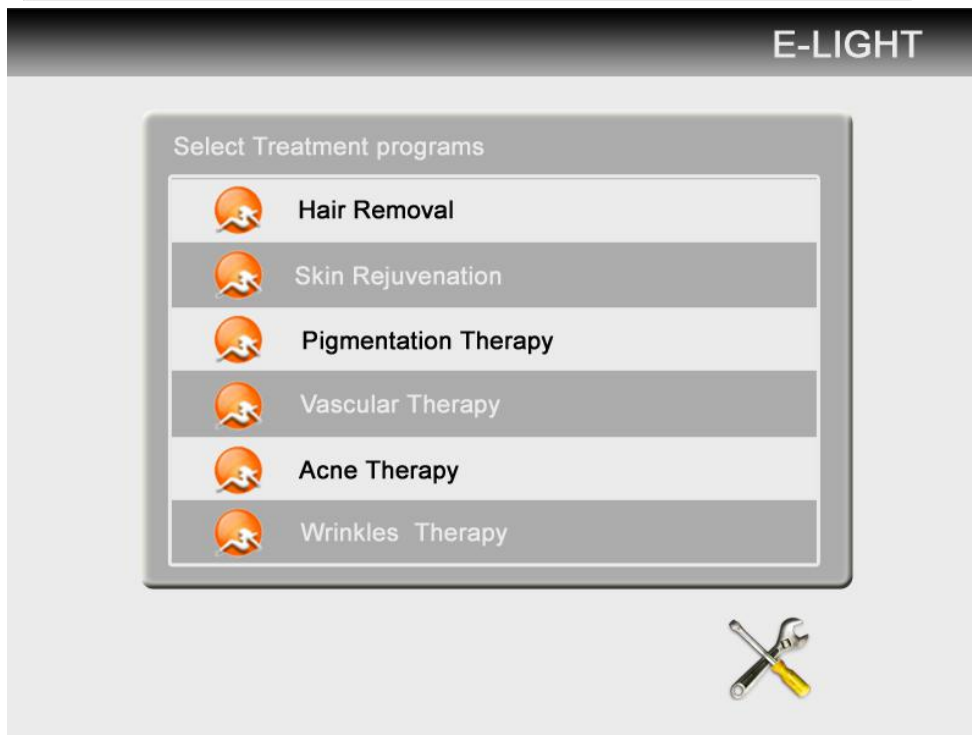 E-LIGHT
Select Treatment programs
Hair Removal
Skin Rejuvenation
Pigmentation Therapy
Vascular Therapy
Acne Therapy
Wrinkles Therapy